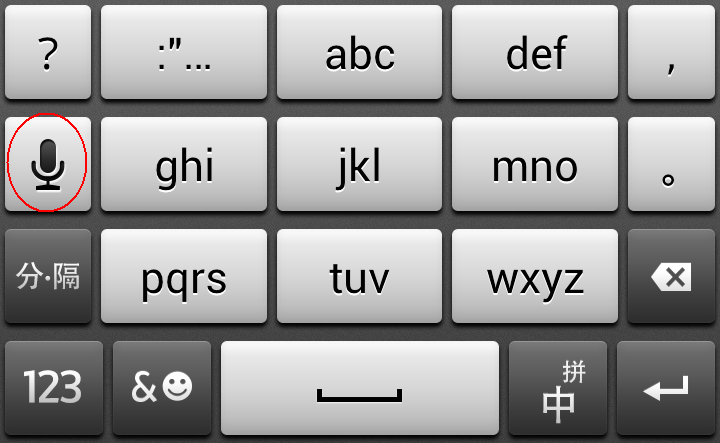 ? :"... abc def ,
ghi jkl mno 。
分·隔 pqrs tuv wxyz
123 & 拼 中